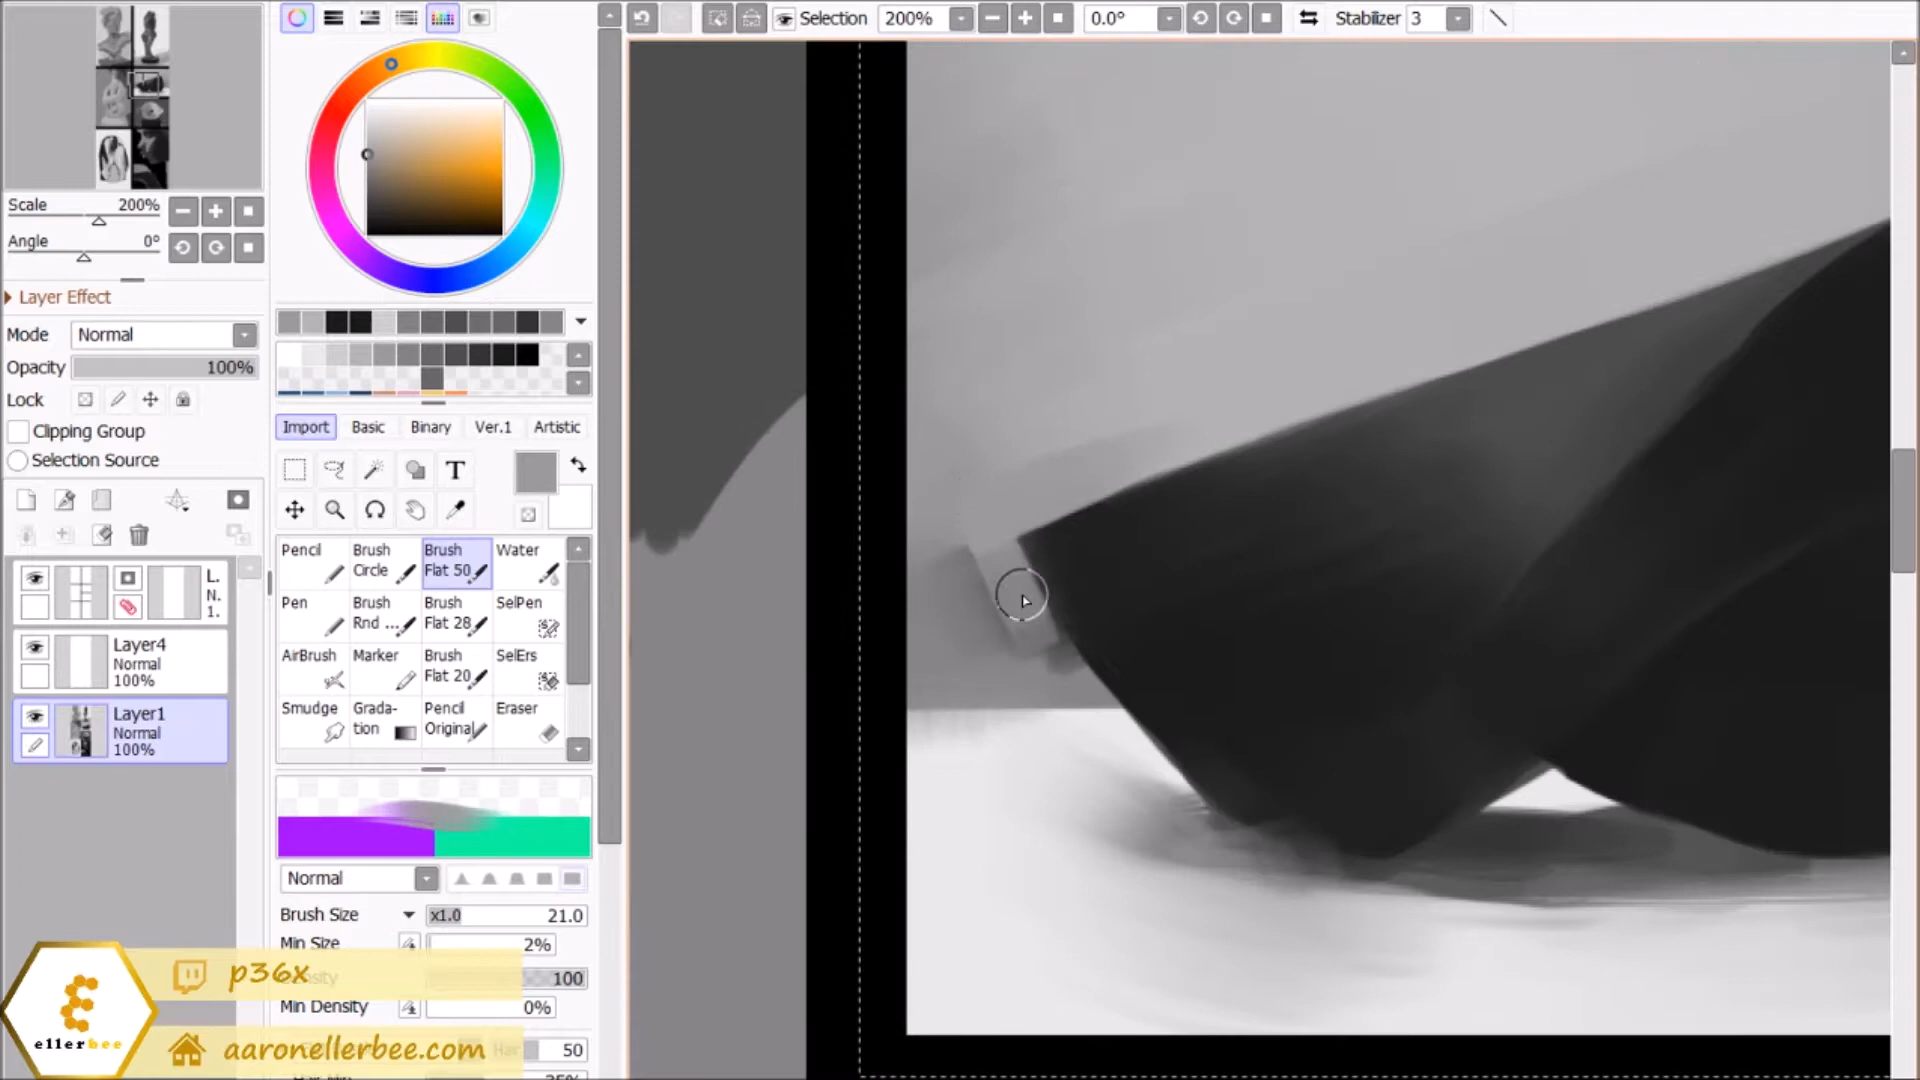 Selection 200% 0.0° Stabilizer 3
Scale 200%
Angle 0°
Layer Effect
Mode Normal
Opacity 100%
Lock
Clipping Group
Selection Source
L.
N.
1.
Layer4
Normal
100%
Layer1
Normal
100%
Import Basic Binary Ver.1 Artistic
T
Pencil Brush Circle Brush Flat 50 Water
Pen Brush Rnd ... Brush Flat 28 SelPen
AirBrush Marker Brush Flat 20 SelErs
Smudge Grada-tion Pencil Original Eraser
Normal
Brush Size x1.0 21.0
Min Size 2%
100
Min Density 0%
50
p36x
ellerbee
aaronellerbee.com